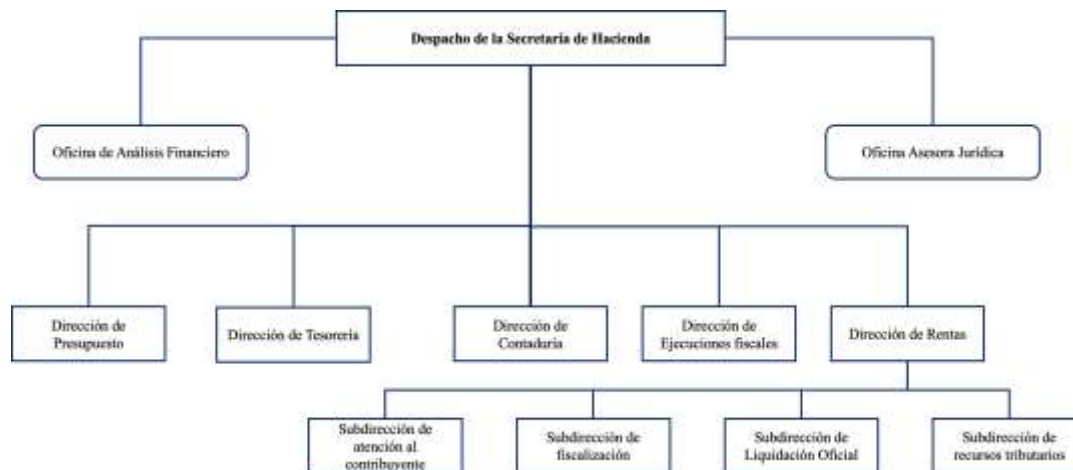 Despacho de la Secretaría de Hacienda
Oficina de Análisis Financiero
Oficina Asesora Jurídica
Dirección de
Presupuesto
Dirección de Tesorería
Dirección de
Contaduría
Dirección de
Ejecuciones fiscales
Dirección de Rentas
Subdirección de
atención al
contribuyente
Subdirección de
fiscalización
Subdirección de
Liquidación Oficial
Subdirección de
recursos tributarios